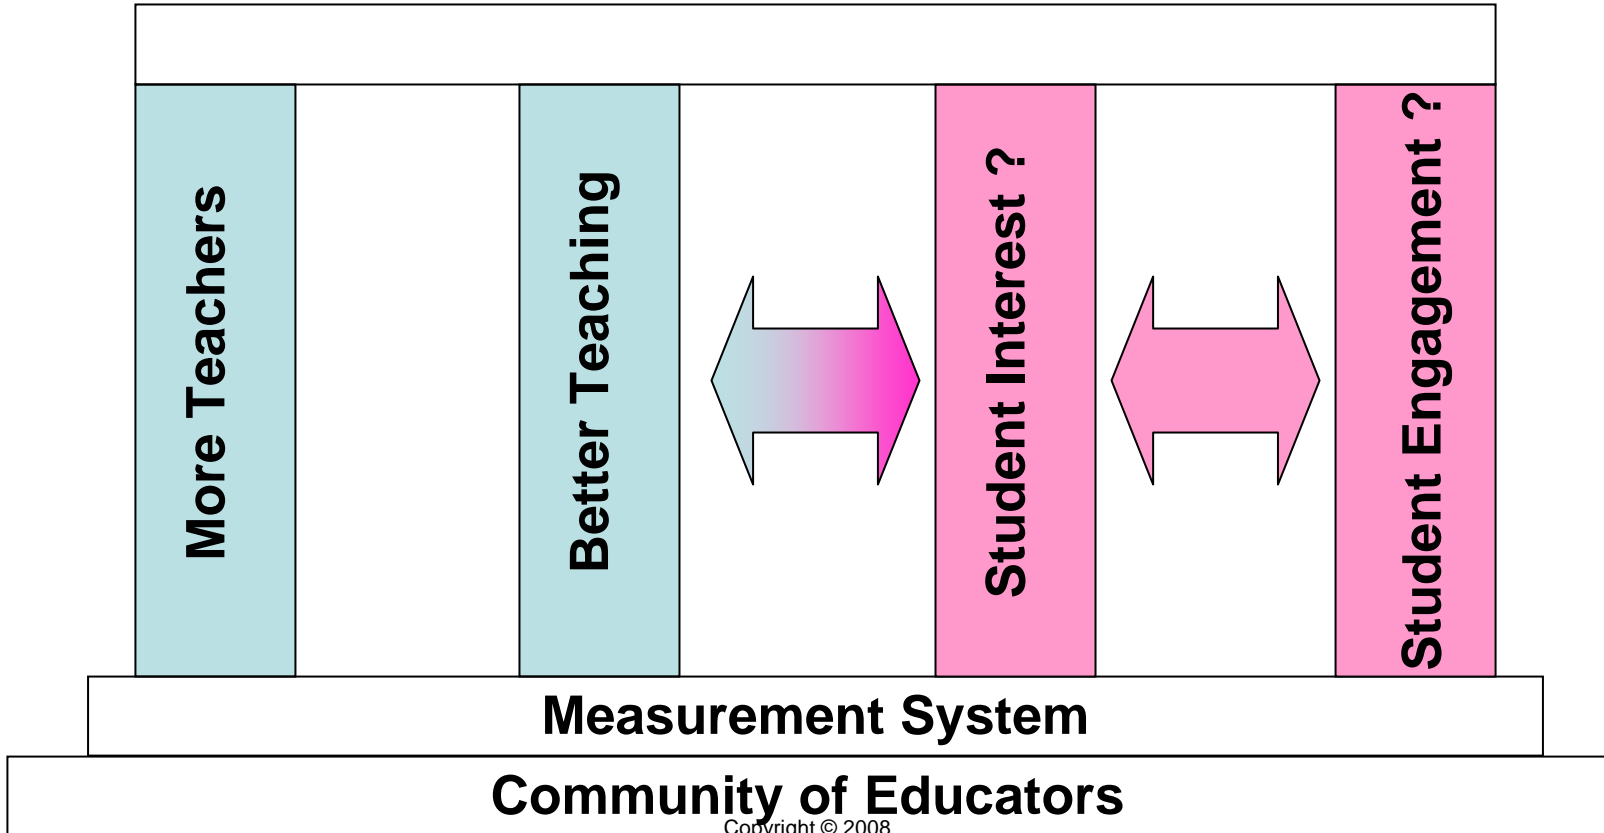 More Teachers
Better Teaching
Student Interest ?
Student Engagement ?
Measurement System
Community of Educators
Copyright © 2008